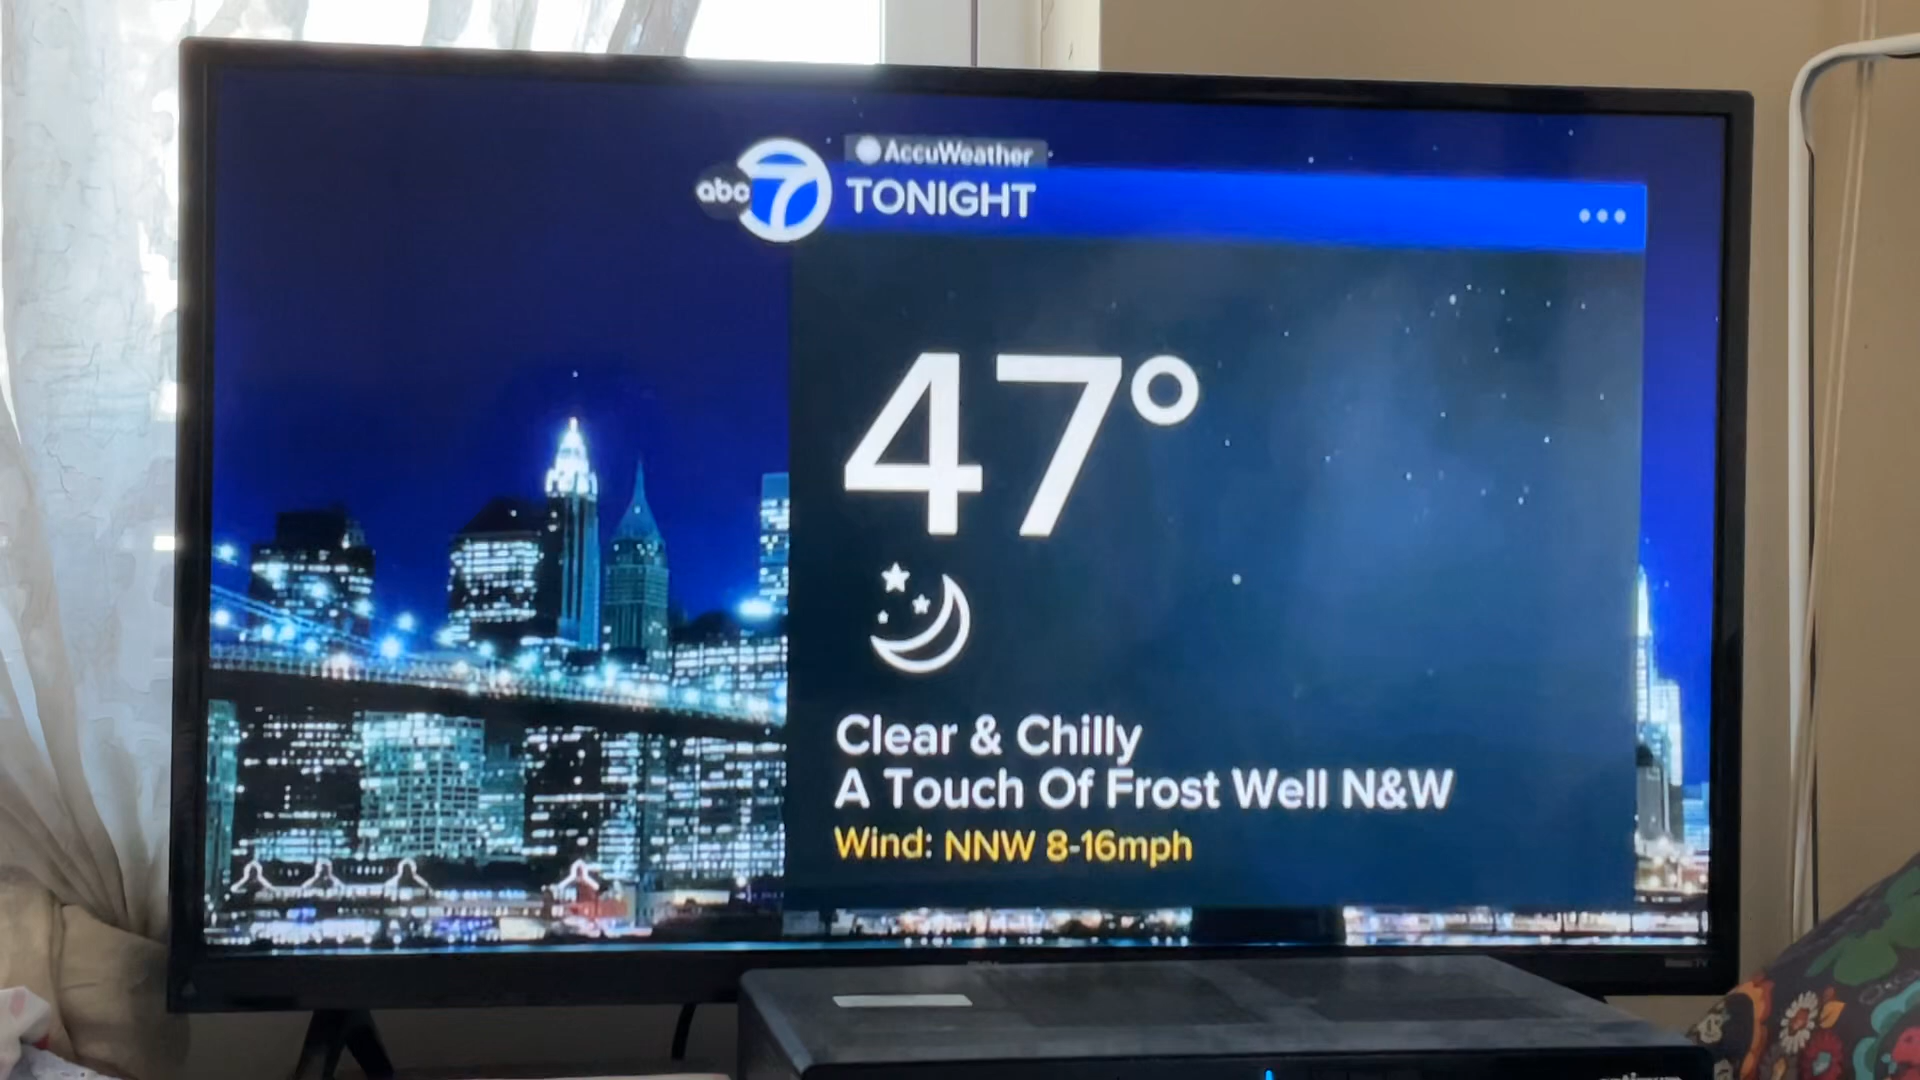 AccuWeather
abc 7 TONIGHT
47°
Clear & Chilly
A Touch Of Frost Well N&W
Wind: NNW 8-16mph